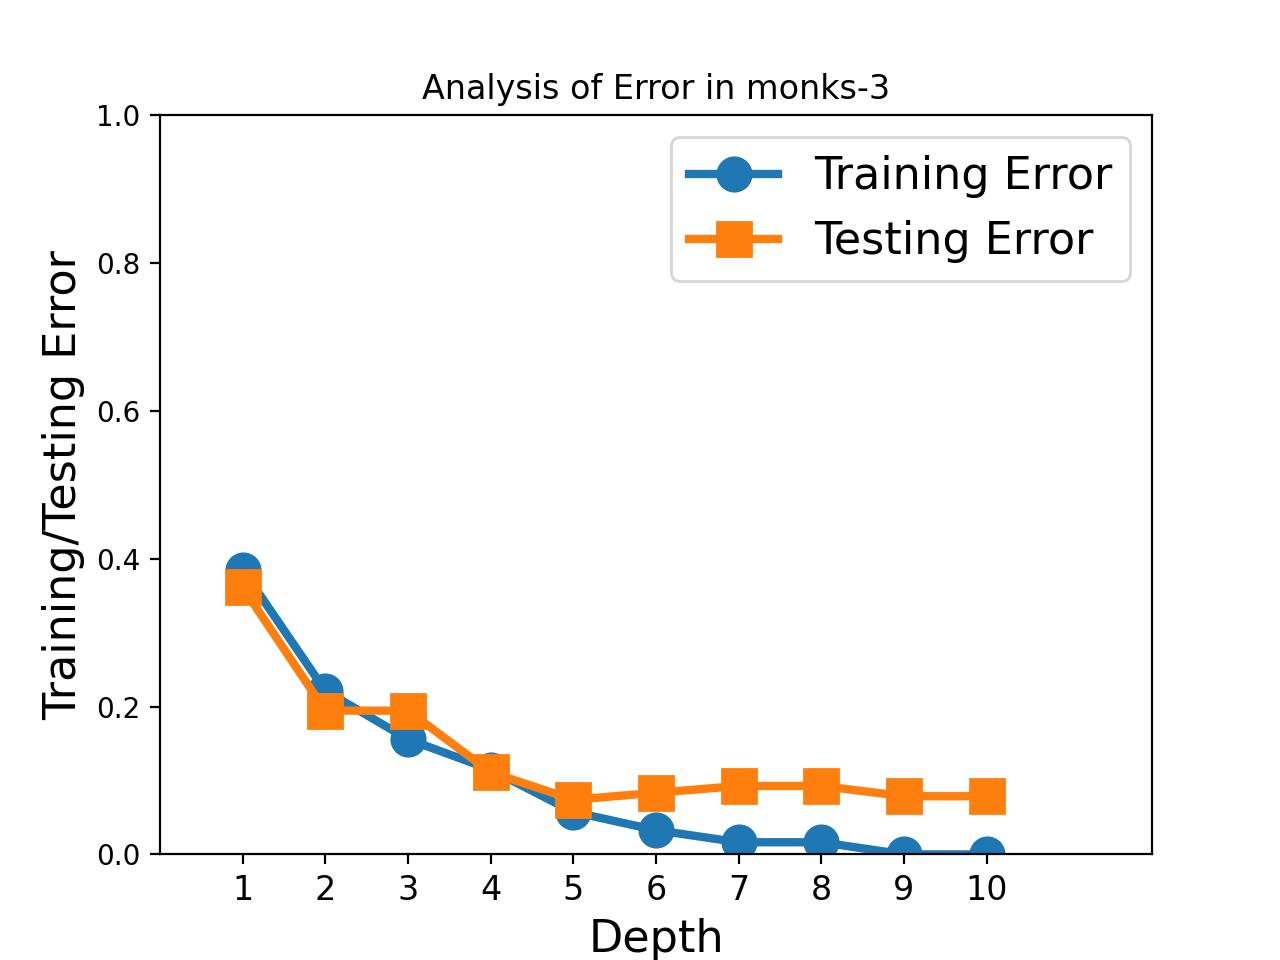 Analysis of Error in monks-3
Training/Testing Error
1.0
0.8
0.6
0.4
0.2
0.0
Training Error
Testing Error
1 2 3 4 5 6 7 8 9 10
Depth